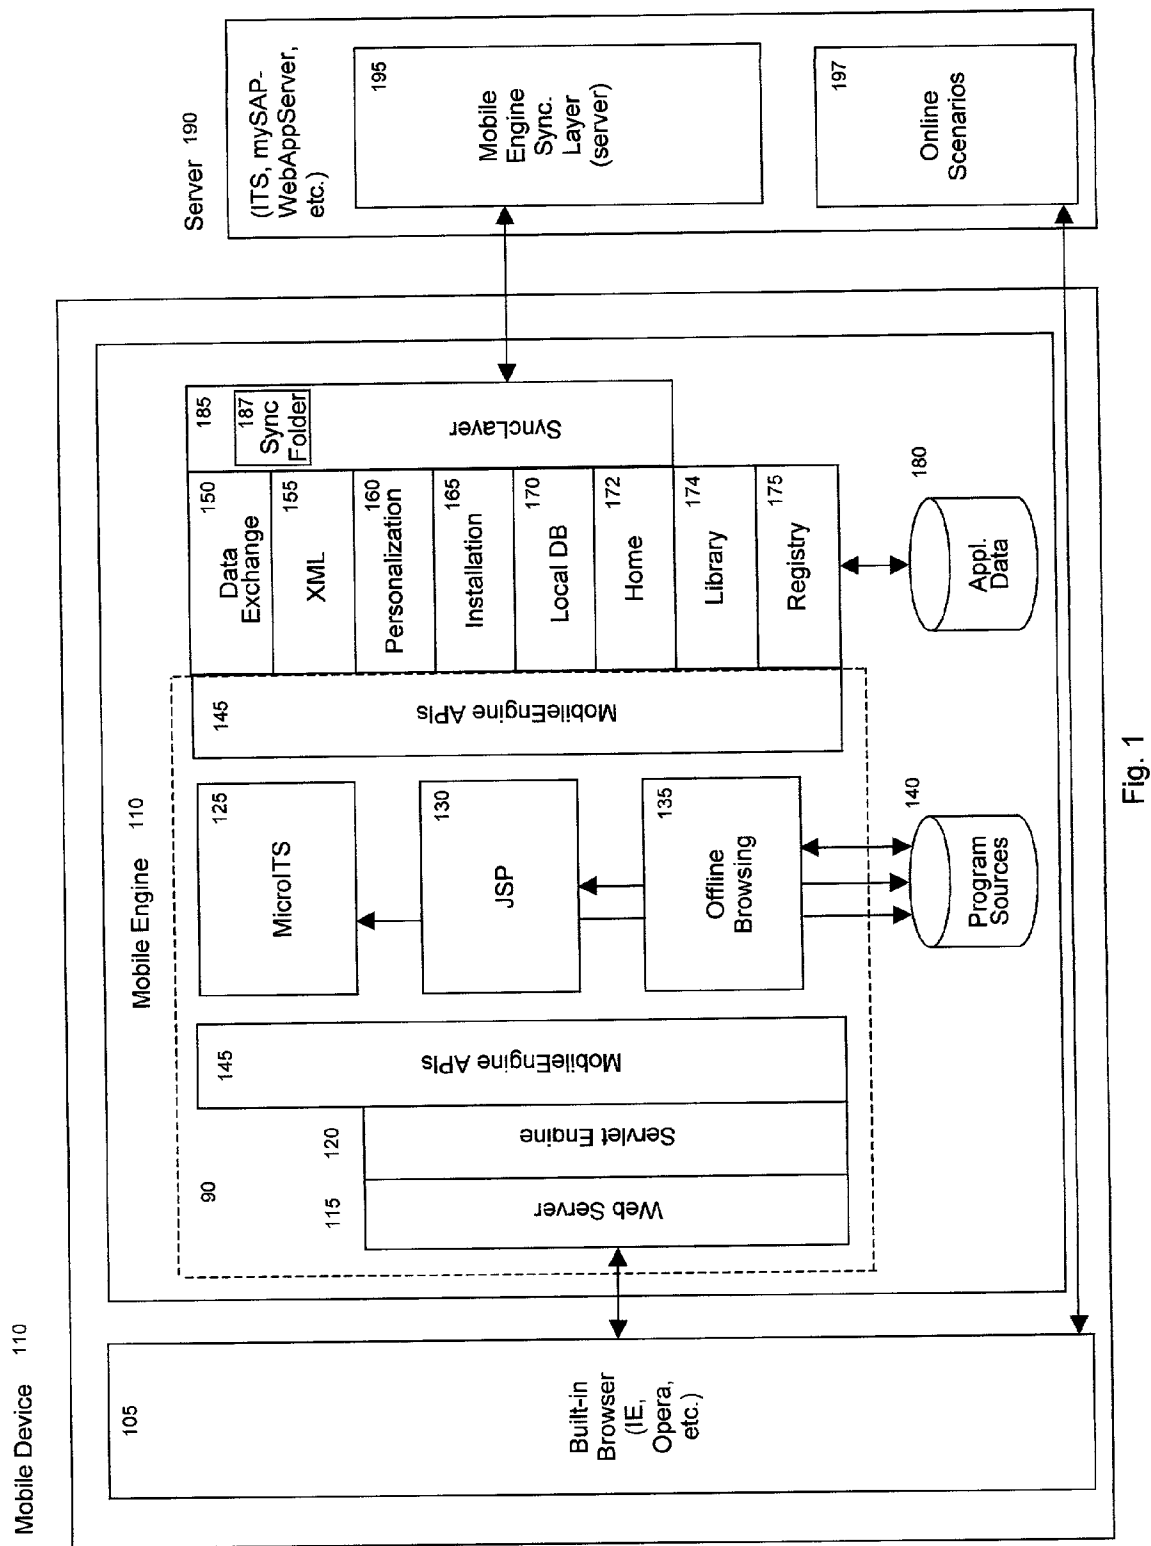 Mobile Device 110
105
Built-in
Browser
(IE,
Opera,
etc.)
Mobile Engine 110
90
115
Web Server
120
Servlet Engine
145
MobileEngine APIs
125
MicroITS
130
JSP
135
Offline
Browsing
140
Program
Sources
145
MobileEngine APIs
150
Data
Exchange
155
XML
160
Personalization
165
Installation
170
Local DB
172
Home
174
Library
175
Registry
180
Appl.
Data
185
187
Sync
Folder
SyncLayer
Server 190
(ITS, mySAP-
WebAppServer,
etc.)
195
Mobile
Engine
Sync.
Layer
(server)
197
Online
Scenarios
Fig. 1